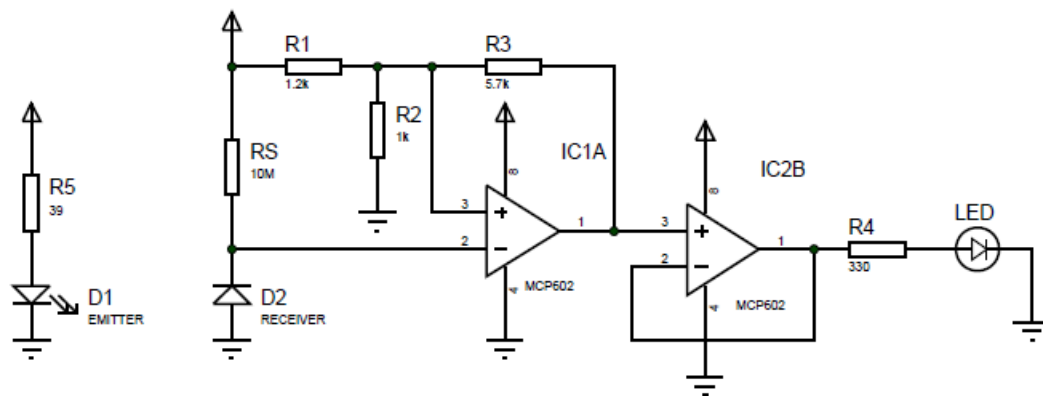 R1
1.2k
R3
5.7k
R2
1k
8
IC1A
8
IC2B
RS
10M
R5
39
3
+
2
−
1
3
+
2
−
1
R4
330
LED
D1
EMITTER
D2
RECEIVER
4
MCP602
4
MCP602